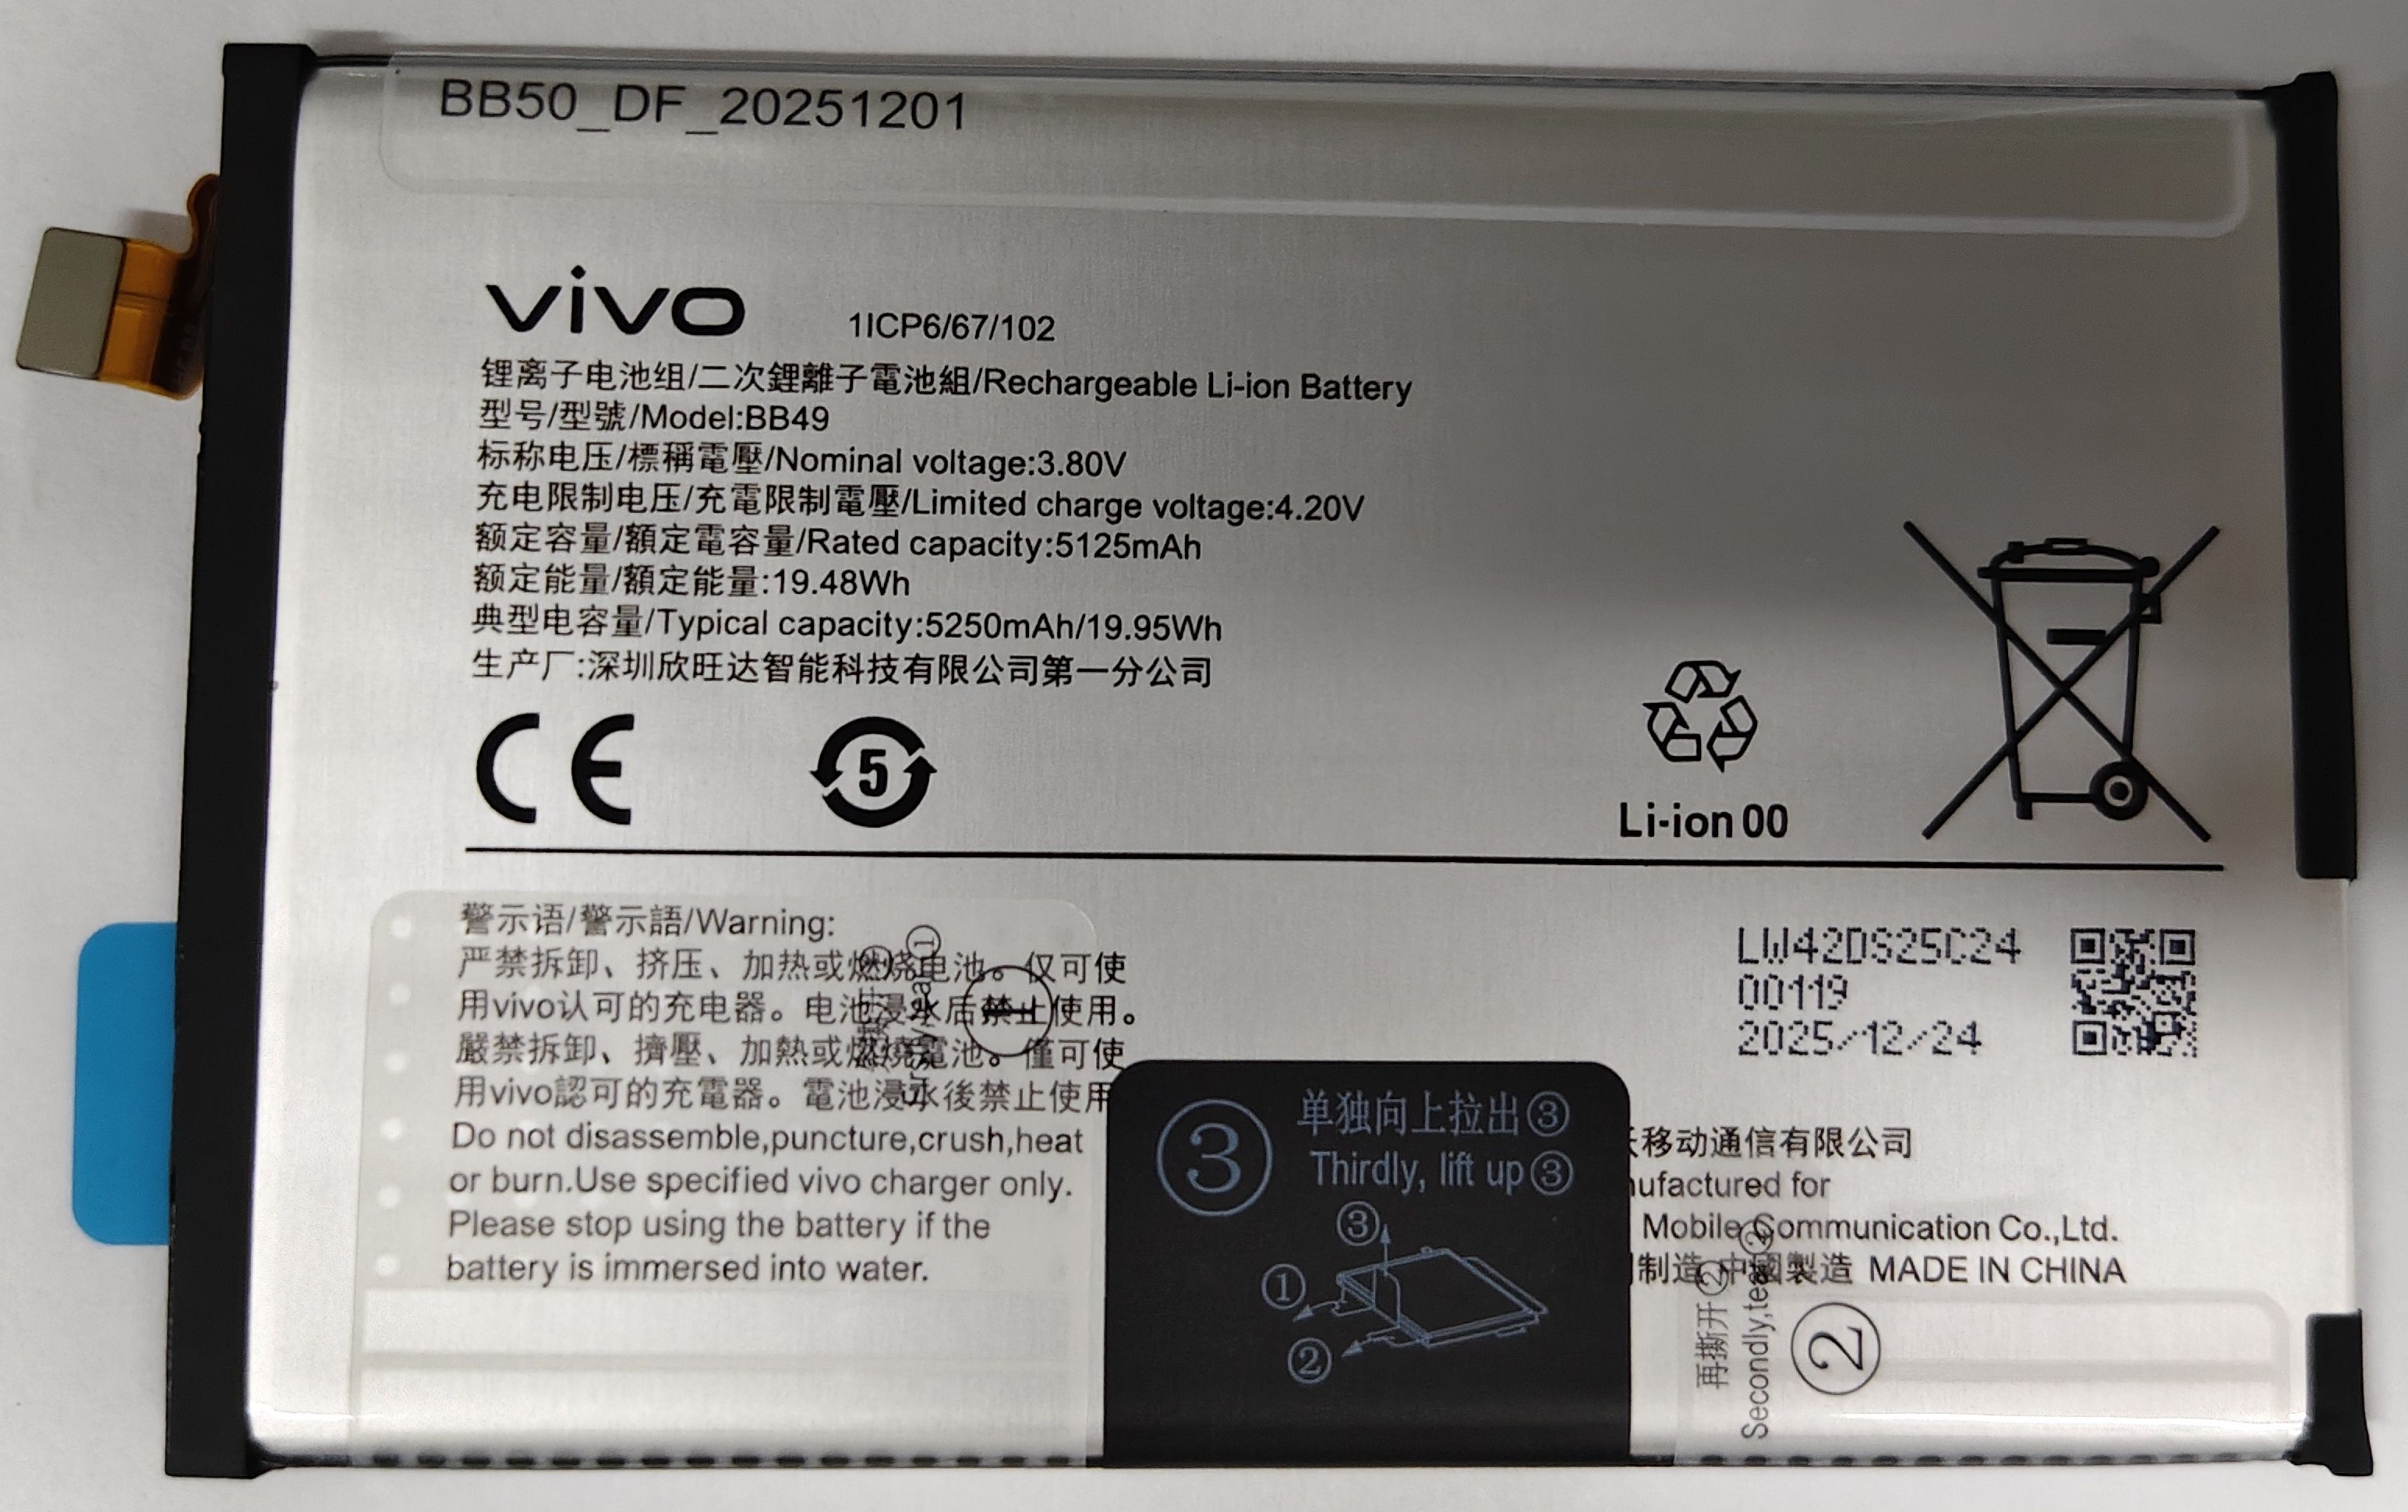 BB50_DF_20251201
vivo 1ICP6/67/102
锂离子电池组/二次鋰離子電池組/Rechargeable Li-ion Battery
型号/型號/Model:BB49
标称电压/標稱電壓/Nominal voltage:3.80V
充电限制电压/充電限制電壓/Limited charge voltage:4.20V
额定容量/額定電容量/Rated capacity:5125mAh
额定能量/額定能量:19.48Wh
典型电容量/Typical capacity:5250mAh/19.95Wh
生产厂:深圳欣旺达智能科技有限公司第一分公司
CE
5
Li-ion 00
警示语/警示語/Warning:
严禁拆卸、挤压、加热或燃烧电池。仅可使
用vivo认可的充电器。电池浸水后禁止使用。
嚴禁拆卸、擠壓、加熱或燃燒電池。僅可使
用vivo認可的充電器。電池浸水後禁止使用
Do not disassemble,puncture,crush,heat
or burn.Use specified vivo charger only.
Please stop using the battery if the
battery is immersed into water.
LW42DS25C24
00119
2025/12/24
③
单独向上拉出③
Thirdly, lift up③
③
①
②
移动通信有限公司
ufactured for
Mobile Communication Co.,Ltd.
制造 中國製造 MADE IN CHINA
再撕开②
Secondly,tear②
②